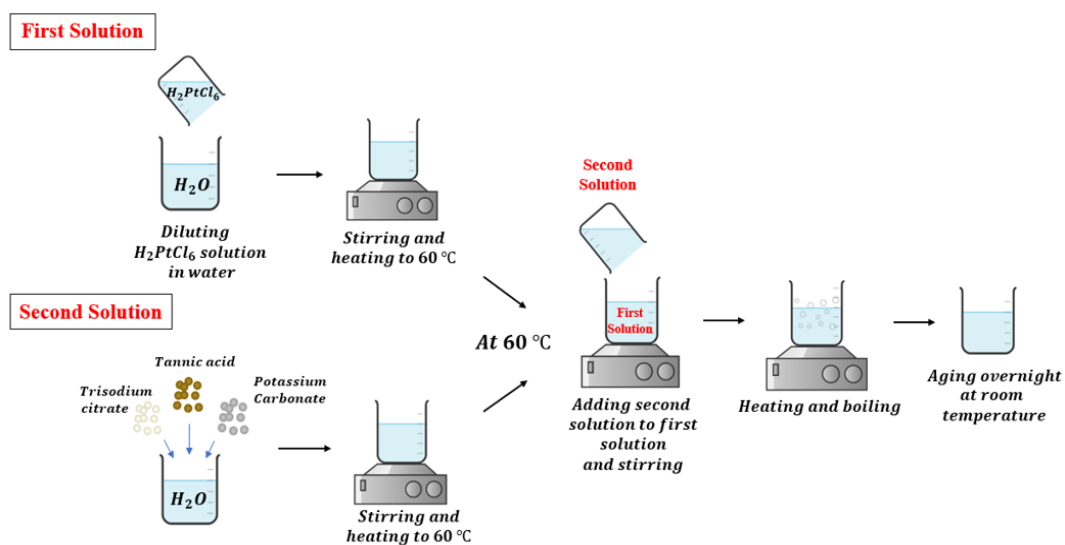 First Solution
H₂PtCl₆
H₂O
Diluting
H₂PtCl₆ solution
in water
Stirring and
heating to 60 ℃
Second Solution
Tannic acid
Trisodium
citrate
Potassium
Carbonate
H₂O
Stirring and
heating to 60 ℃
At 60 ℃
Second
Solution
First
Solution
Adding second
solution to first
solution
and stirring
Heating and boiling
Aging overnight
at room
temperature